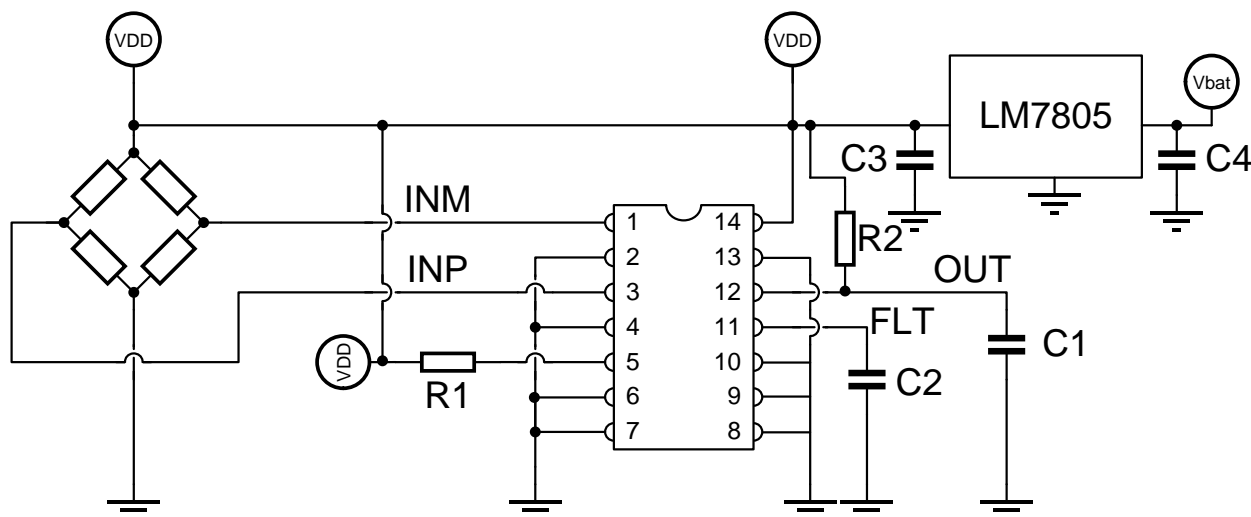 VDD
VDD
Vbat
LM7805
C3
C4
INM
1
14
R2
2
13
INP
3
12
OUT
4
11
FLT
C1
VDD
R1
5
10
C2
6
9
7
8